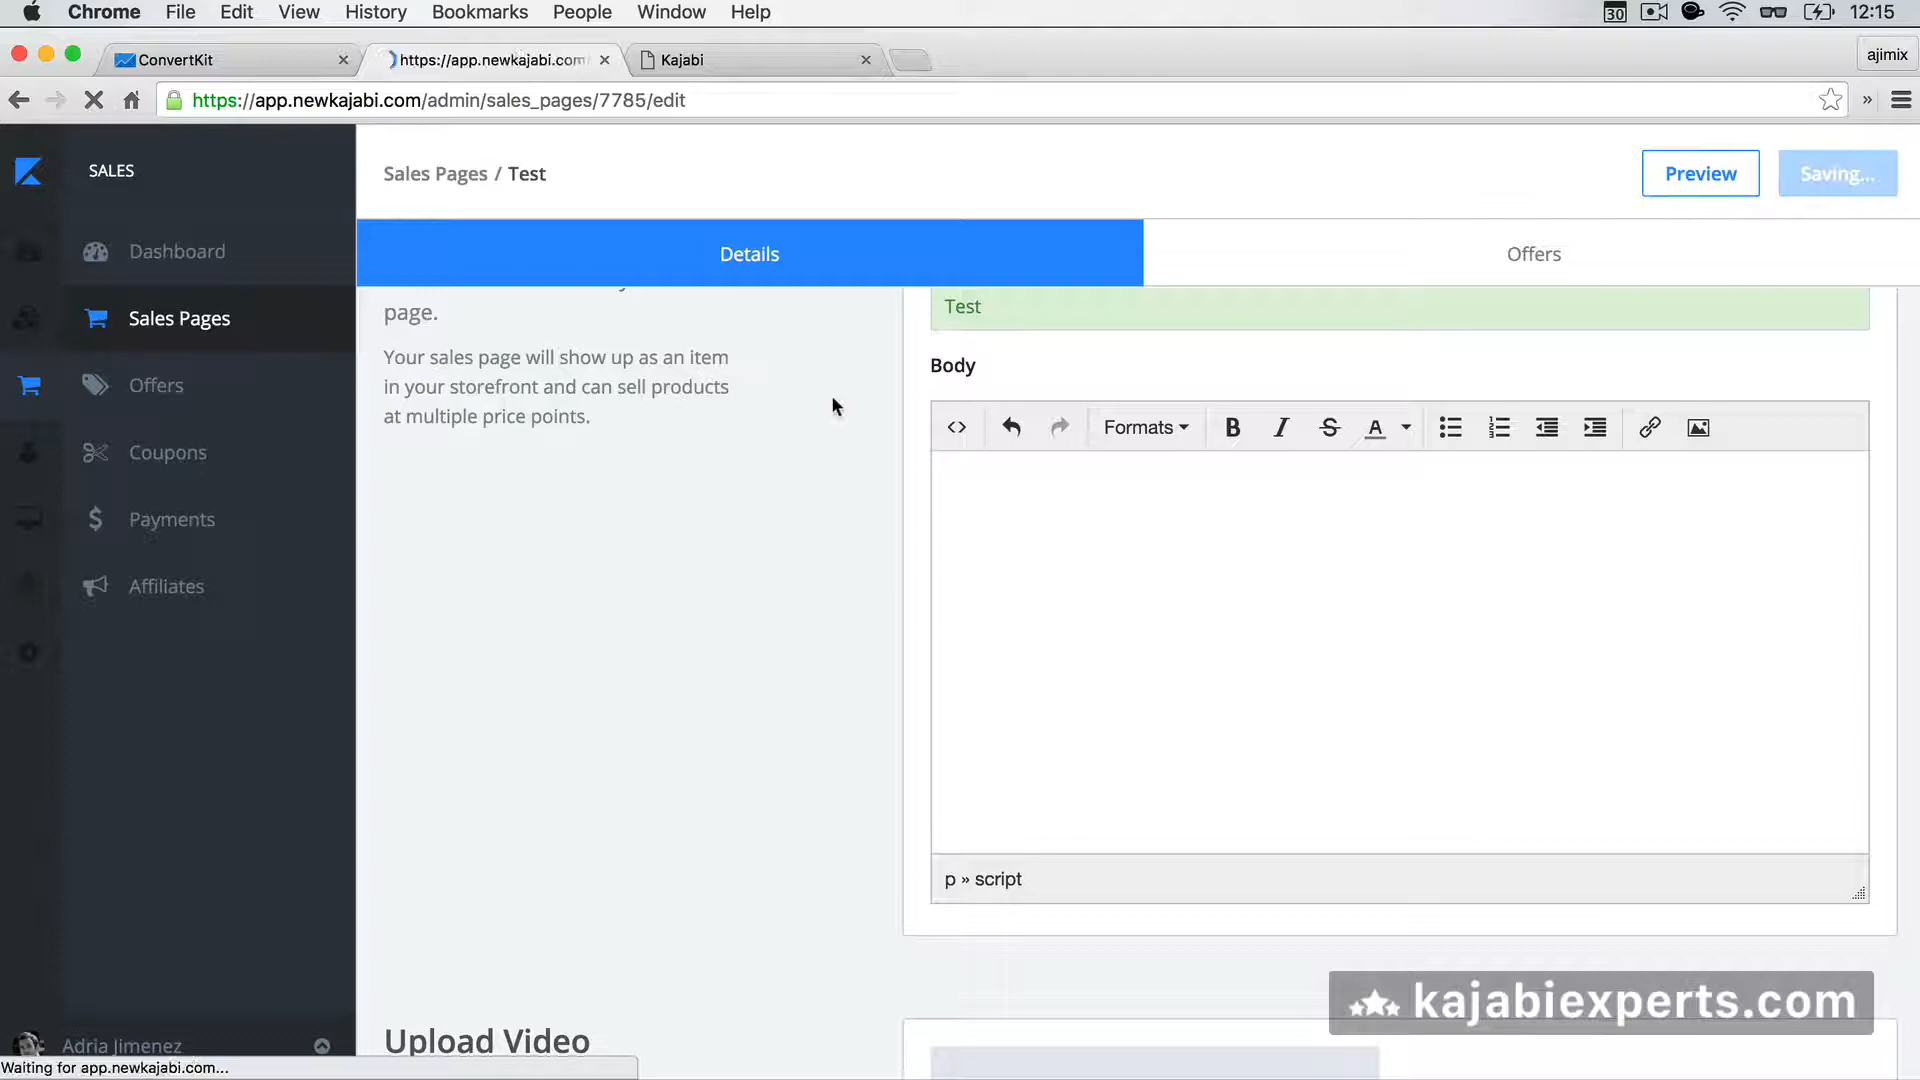 Chrome File Edit View History Bookmarks People Window Help 30 12:15
ConvertKit https://app.newkajabi.com Kajabi ajimix
https://app.newkajabi.com/admin/sales_pages/7785/edit »
SALES
Sales Pages / Test
Preview Saving...
Dashboard
Sales Pages
Offers
Coupons
Payments
Affiliates
Adria Jimenez
Waiting for app.newkajabi.com...
Details Offers
page.
Your sales page will show up as an item
in your storefront and can sell products
at multiple price points.
Test
Body
Formats B I S A
p » script
Upload Video
kajabiexperts.com